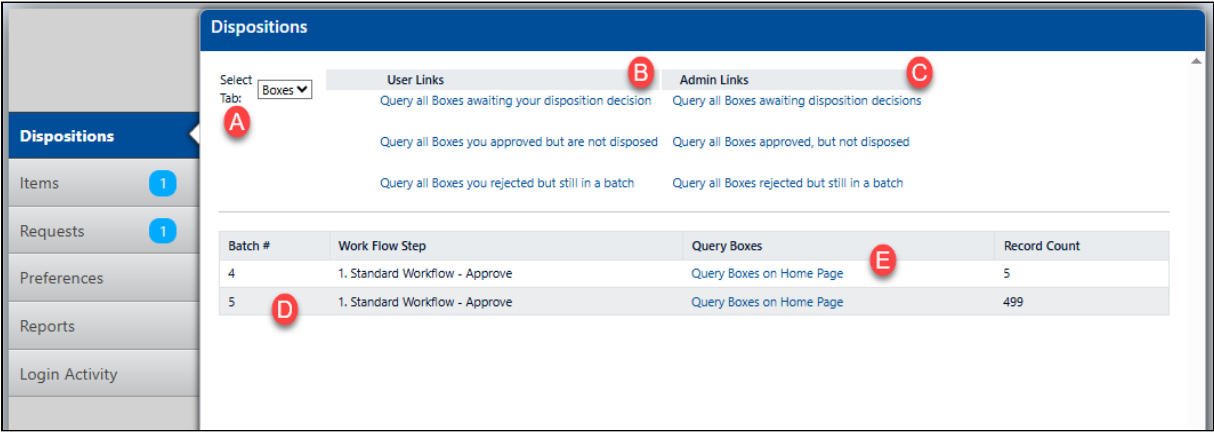 Dispositions
Select
Tab:
Boxes
A
User Links
B
Admin Links
C
Query all Boxes awaiting your disposition decision
Query all Boxes awaiting disposition decisions
Query all Boxes you approved but are not disposed
Query all Boxes approved, but not disposed
Query all Boxes you rejected but still in a batch
Query all Boxes rejected but still in a batch
Dispositions
Items 1
Requests 1
Preferences
Reports
Login Activity
Batch # Work Flow Step Query Boxes Record Count
E
4 1. Standard Workflow - Approve Query Boxes on Home Page 5
5 1. Standard Workflow - Approve Query Boxes on Home Page 499
D